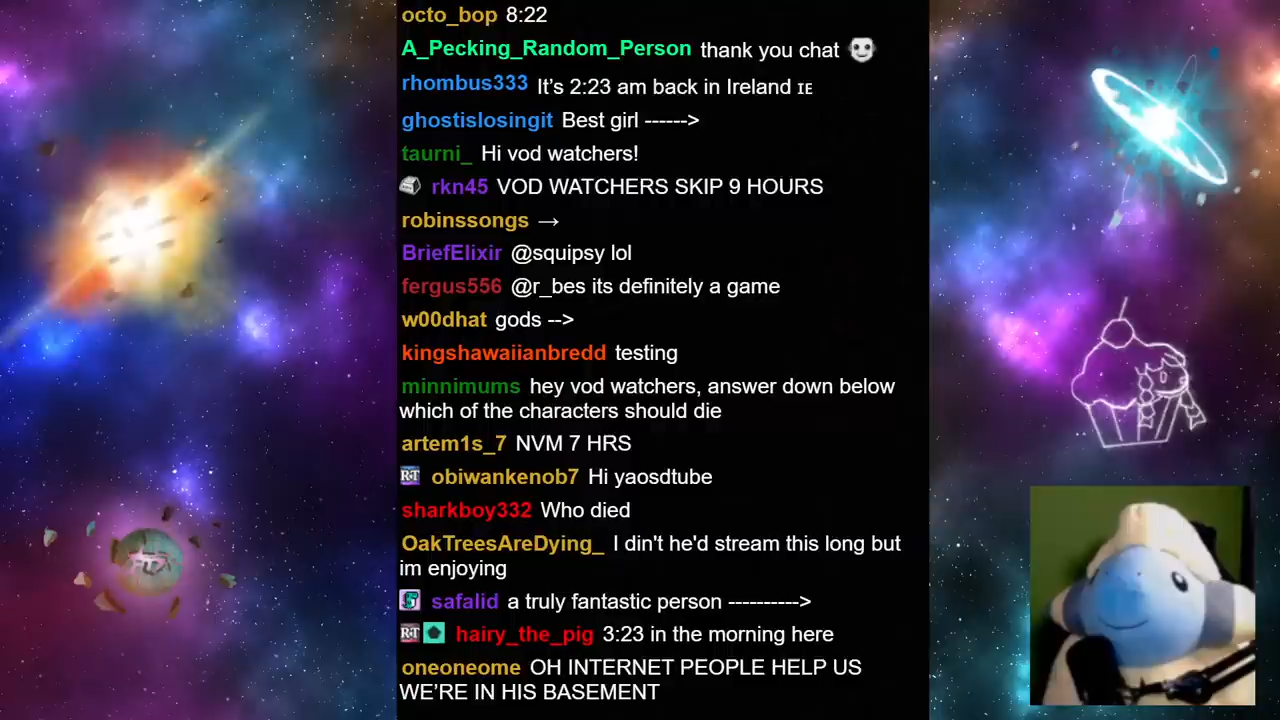 octo_bop 8:22
A_Pecking_Random_Person thank you chat
rhombus333 It's 2:23 am back in Ireland IE
ghostislosingit Best girl ------>
taurni_ Hi vod watchers!
rkn45 VOD WATCHERS SKIP 9 HOURS
robinssongs →
BriefElixir @squipsy lol
fergus556 @r_bes its definitely a game
w00dhat gods -->
kingshawaiianbredd testing
minnimums hey vod watchers, answer down below
which of the characters should die
artem1s_7 NVM 7 HRS
RT obiwankenob7 Hi yaosdtube
sharkboy332 Who died
OakTreesAreDying_ I din't he'd stream this long but
im enjoying
safalid a truly fantastic person ---------->
RT hairy_the_pig 3:23 in the morning here
oneoneome OH INTERNET PEOPLE HELP US
WE'RE IN HIS BASEMENT